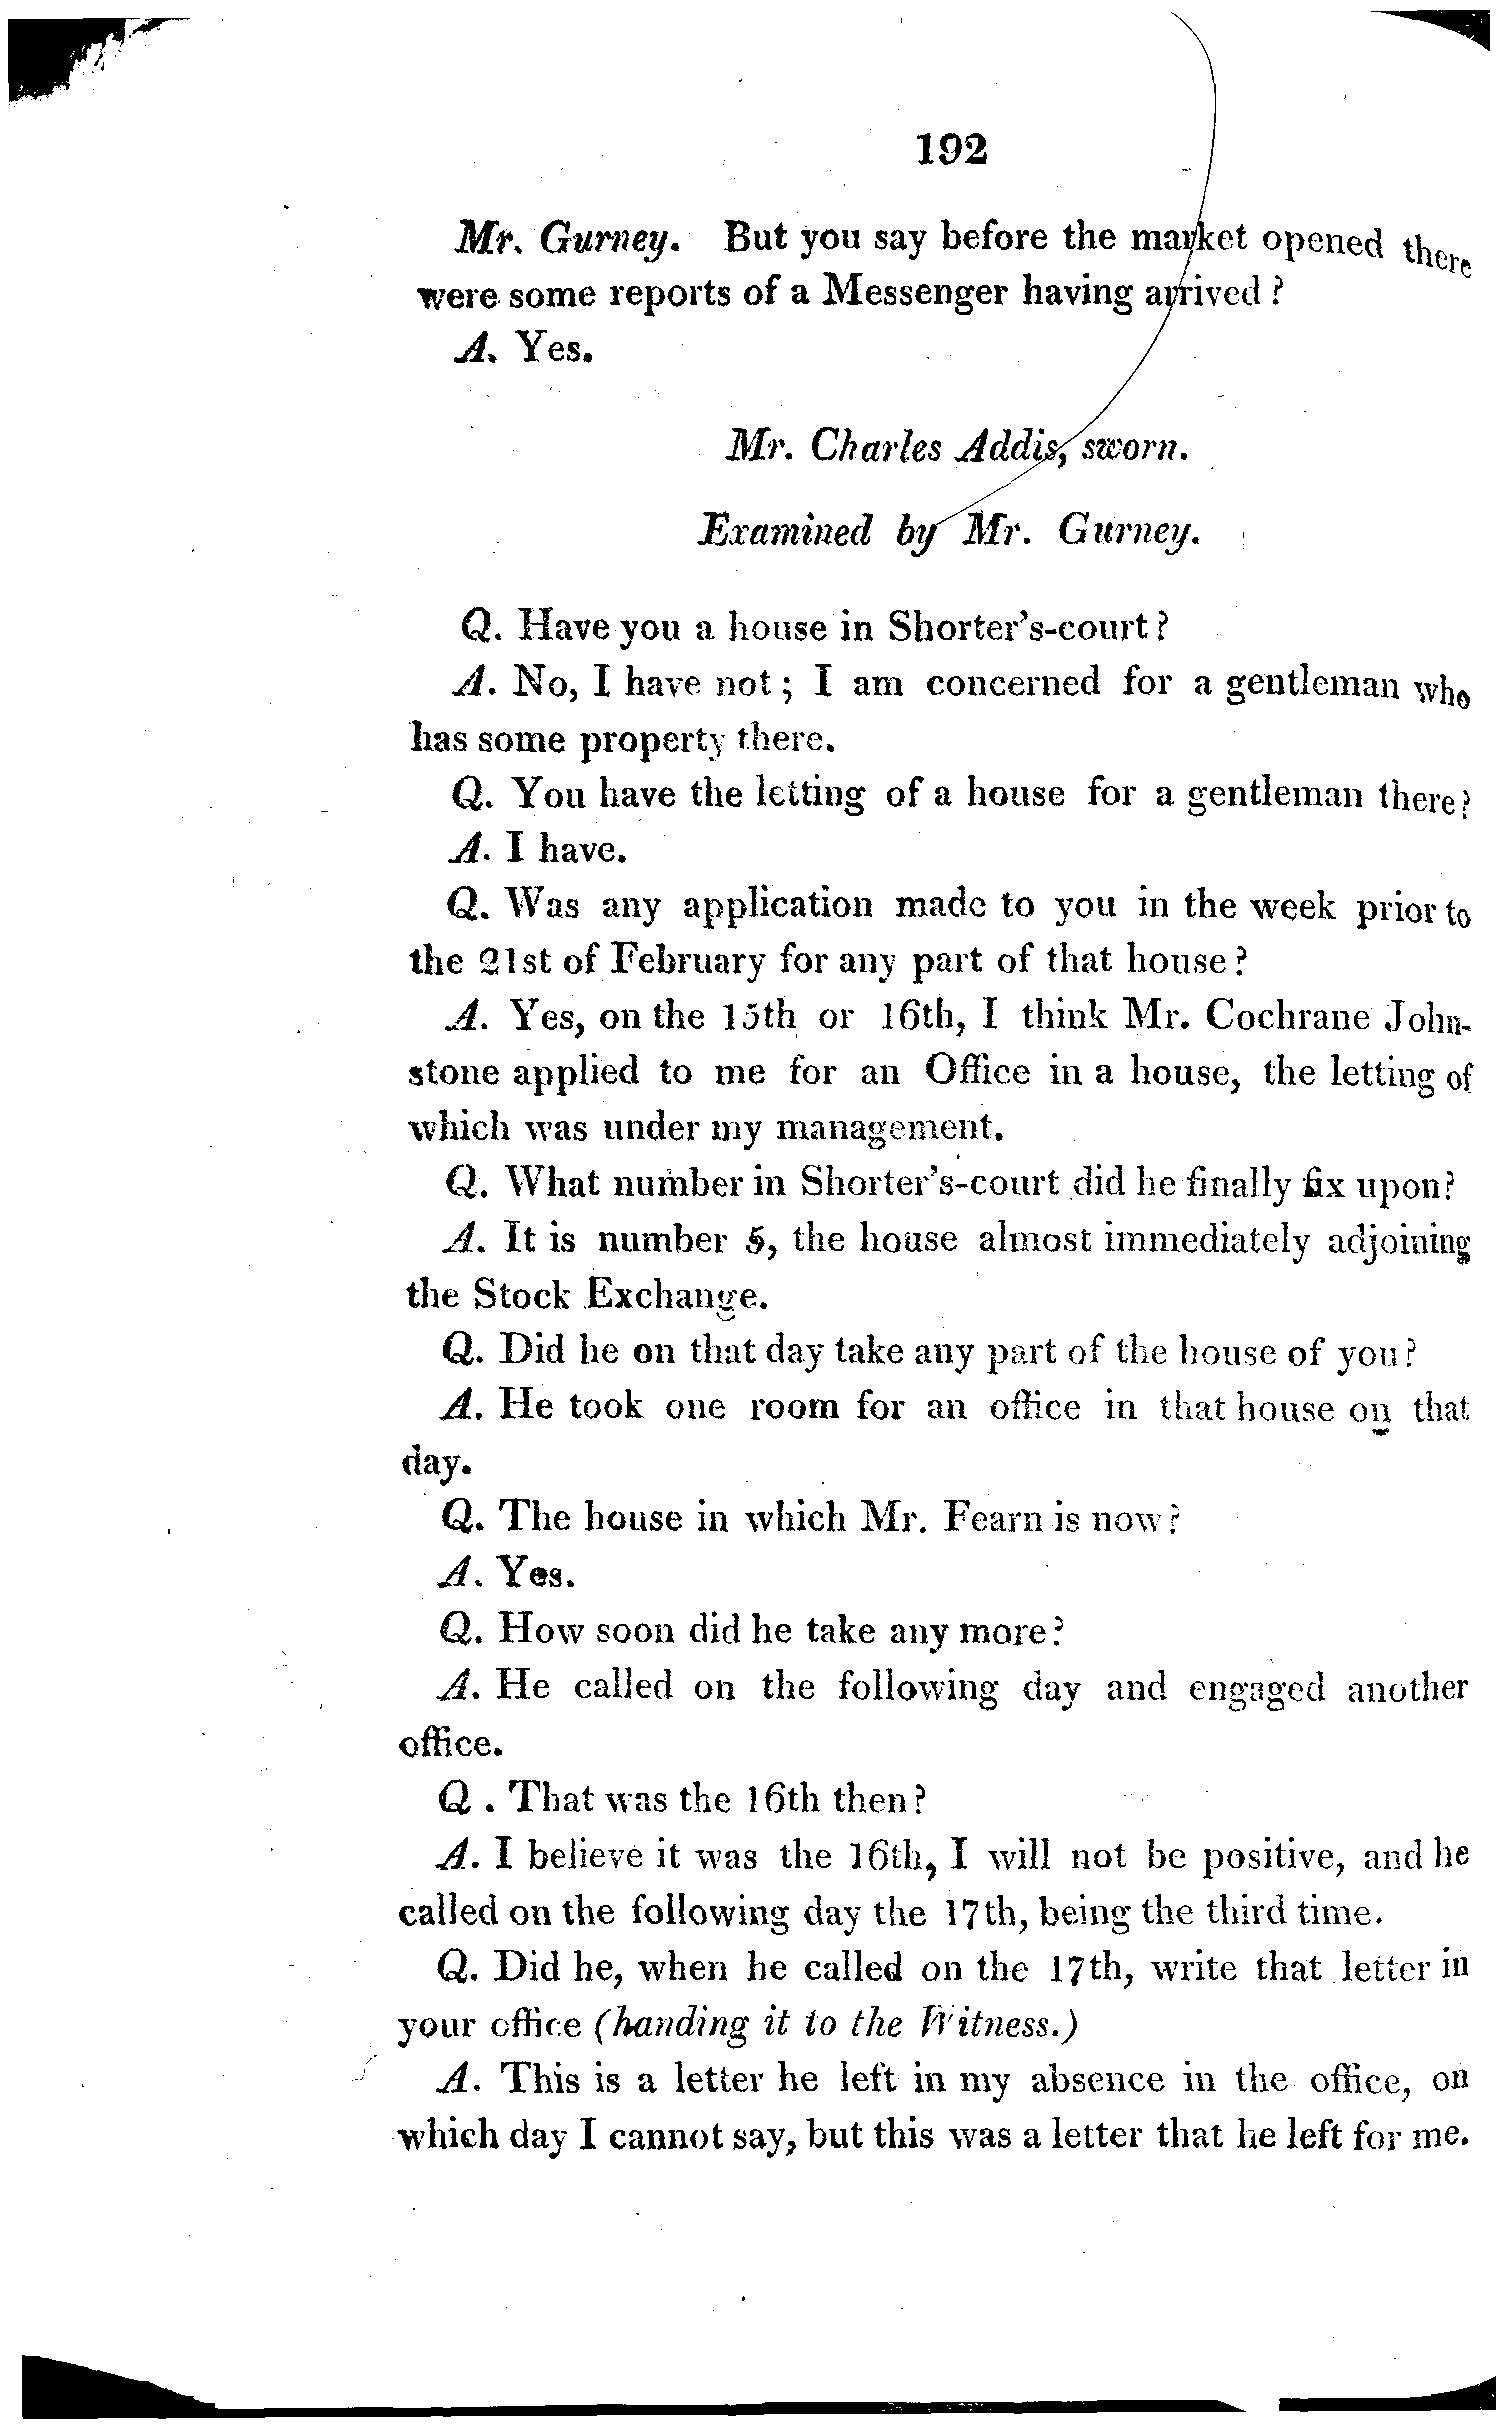 192
Mr. Gurney. But you say before the market opened there
were some reports of a Messenger having arrived?
A. Yes.
Mr. Charles Addis, sworn.
Examined by Mr. Gurney.
Q. Have you a house in Shorter's-court?
A. No, I have not; I am concerned for a gentleman who
has some property there.
Q. You have the letting of a house for a gentleman there?
A. I have.
Q. Was any application made to you in the week prior to
the 21st of February for any part of that house?
A. Yes, on the 15th or 16th, I think Mr. Cochrane John-
stone applied to me for an Office in a house, the letting of
which was under my management.
Q. What number in Shorter's-court did he finally fix upon?
A. It is number 5, the house almost immediately adjoining
the Stock Exchange.
Q. Did he on that day take any part of the house of you?
A. He took one room for an office in that house on that
day.
Q. The house in which Mr. Fearn is now?
A. Yes.
Q. How soon did he take any more?
A. He called on the following day and engaged another
office.
Q. That was the 16th then?
A. I believe it was the 16th, I will not be positive, and he
called on the following day the 17th, being the third time.
Q. Did he, when he called on the 17th, write that letter in
your office (handing it to the Witness.)
A. This is a letter he left in my absence in the office, on
which day I cannot say, but this was a letter that he left for me.